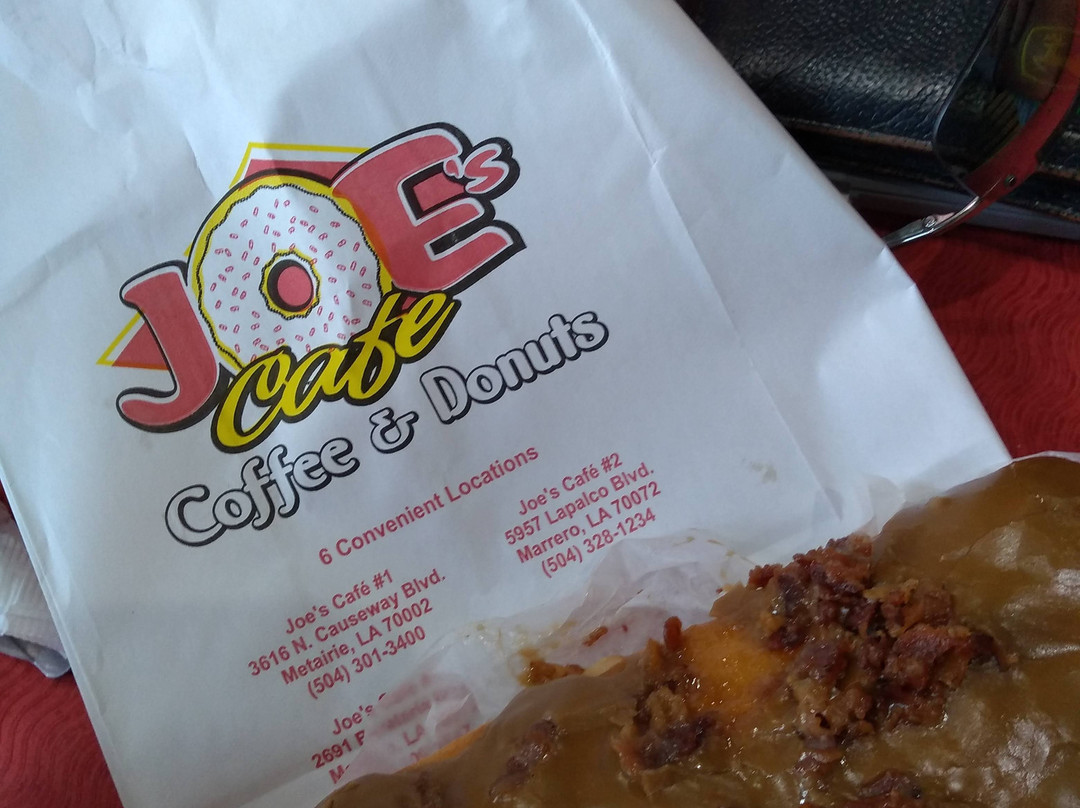 JOE's
Cafe
Coffee & Donuts
6 Convenient Locations
Joe's Café #1
3616 N. Causeway Blvd.
Metairie, LA 70002
(504) 301-3400
Joe's Café #2
5957 Lapalco Blvd.
Marrero, LA 70072
(504) 328-1234
Joe's
2691